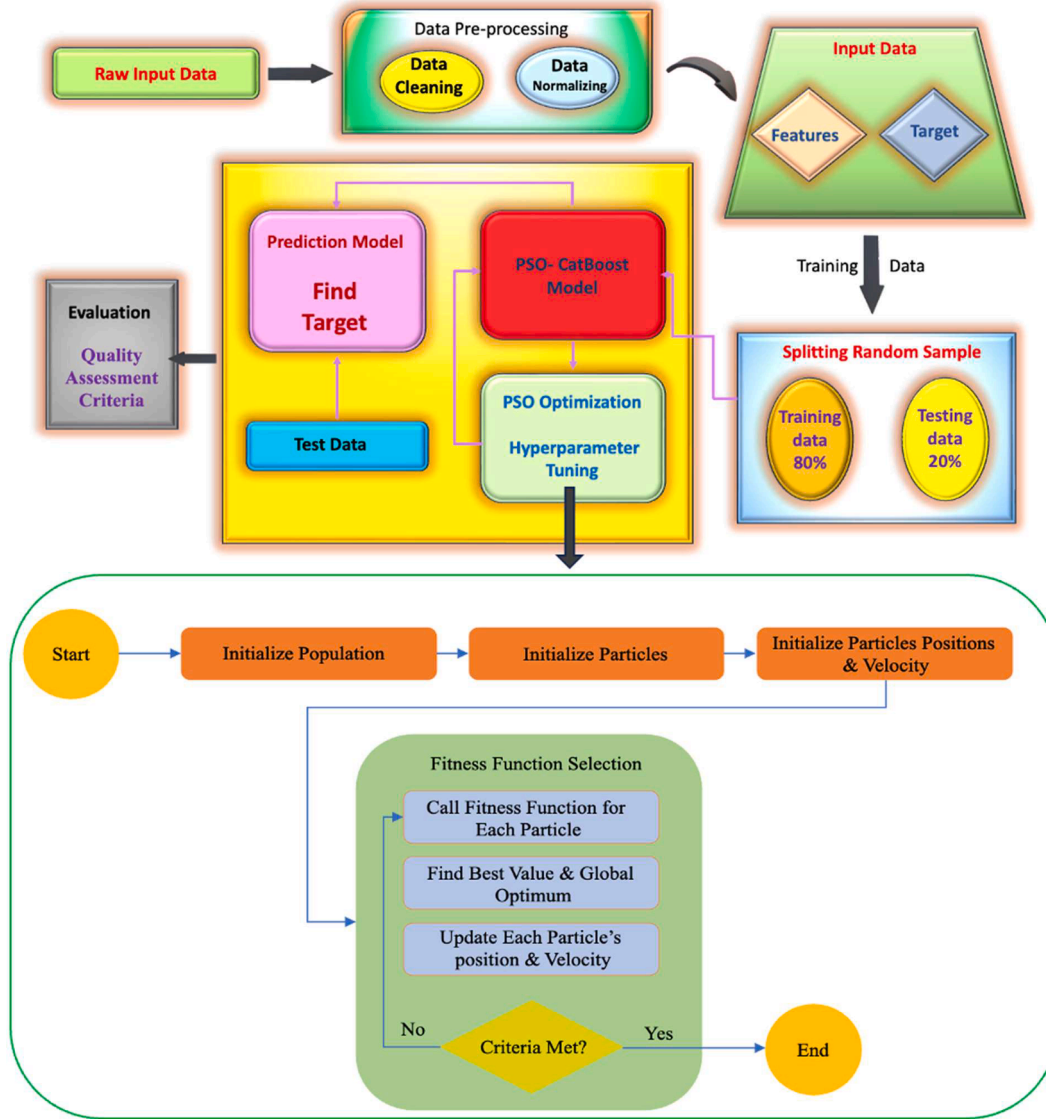 Raw Input Data
Data Pre-processing
Data
Cleaning
Data
Normalizing
Input Data
Features
Target
Training Data
Splitting Random Sample
Training
data
80%
Testing
data
20%
Prediction Model
Find
Target
PSO- CatBoost
Model
PSO Optimization
Hyperparameter
Tuning
Test Data
Evaluation
Quality
Assessment
Criteria
Start
Initialize Population
Initialize Particles
Initialize Particles Positions
& Velocity
Fitness Function Selection
Call Fitness Function for
Each Particle
Find Best Value & Global
Optimum
Update Each Particle’s
position & Velocity
No
Criteria Met?
Yes
End